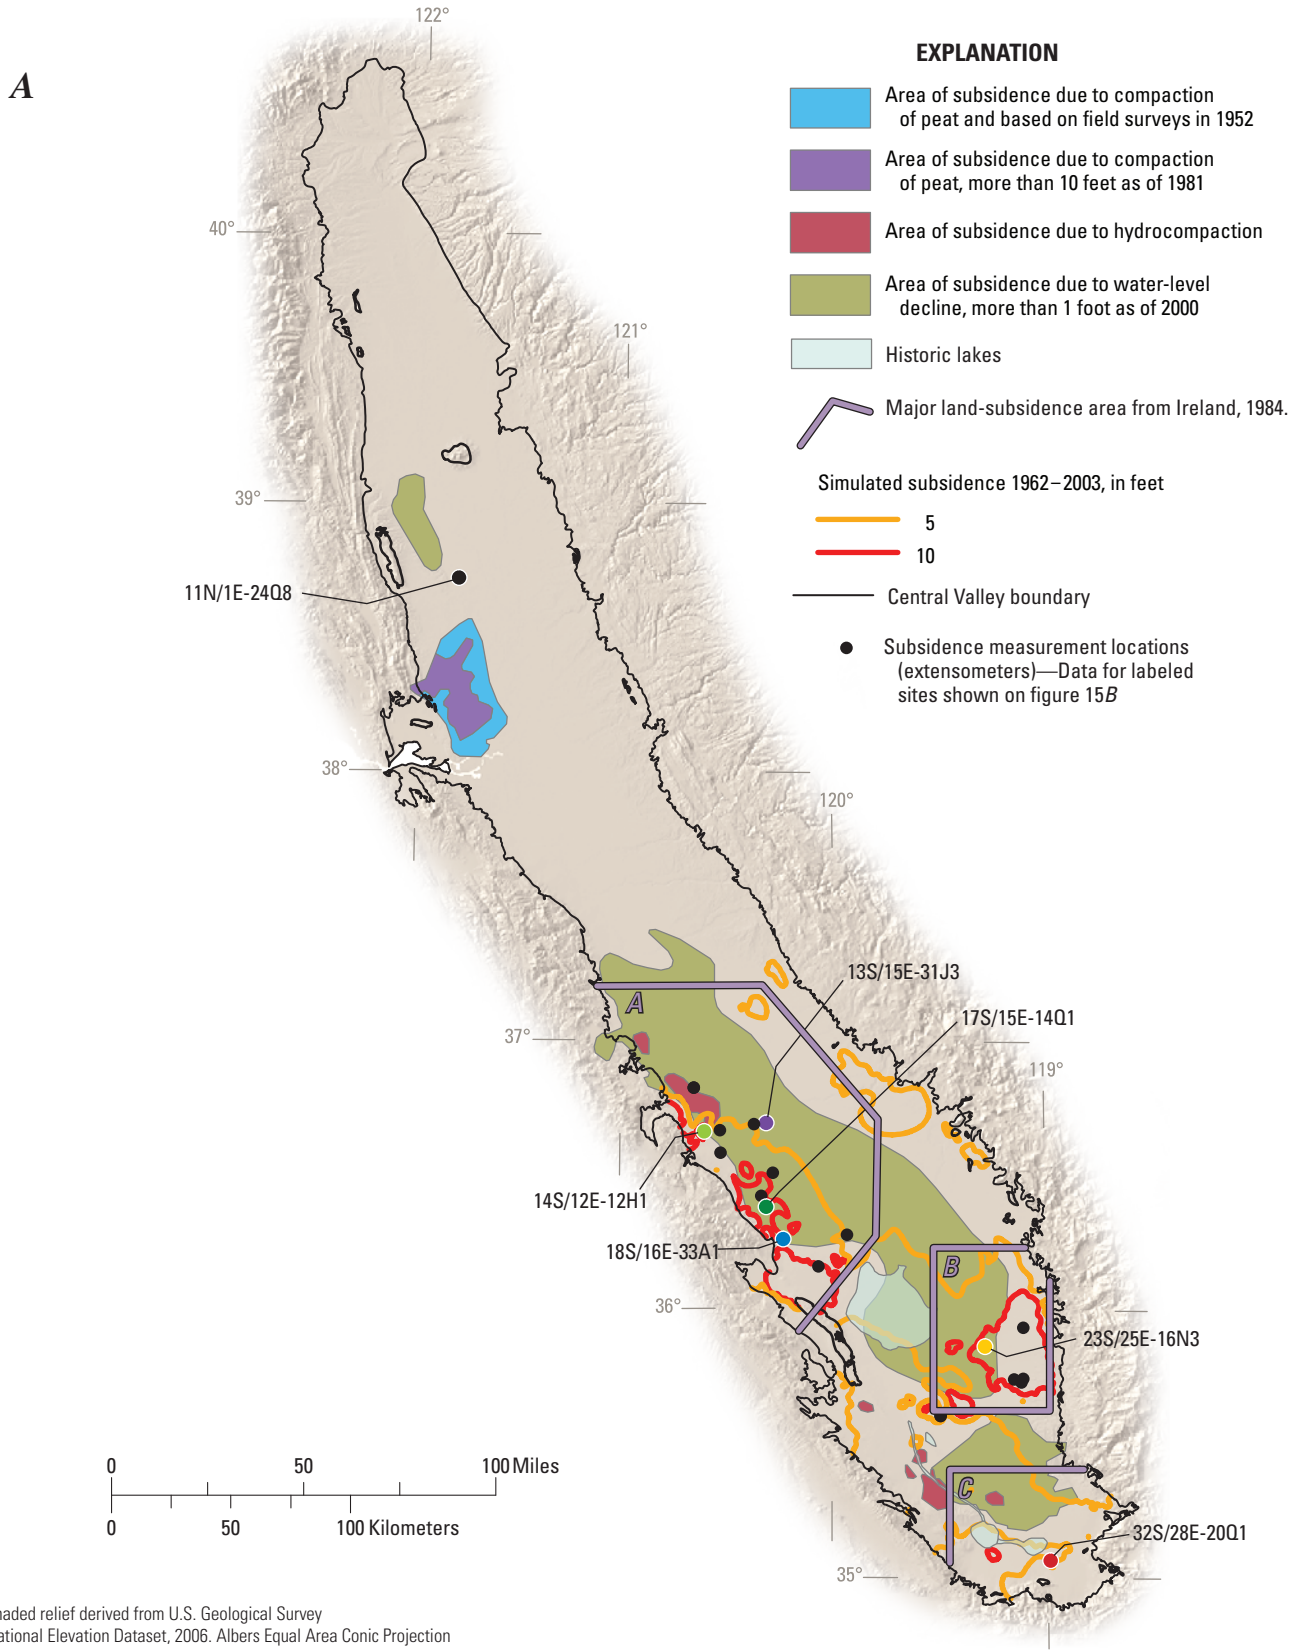 A
122°
40°
121°
39°
11N/1E-24Q8
38°
120°
EXPLANATION
Area of subsidence due to compaction
of peat and based on field surveys in 1952
Area of subsidence due to compaction
of peat, more than 10 feet as of 1981
Area of subsidence due to hydrocompaction
Area of subsidence due to water-level
decline, more than 1 foot as of 2000
Historic lakes
Major land-subsidence area from Ireland, 1984.
Simulated subsidence 1962–2003, in feet
5
10
Central Valley boundary
Subsidence measurement locations
(extensometers)—Data for labeled
sites shown on figure 15B
13S/15E-31J3
A
17S/15E-14Q1
37°
119°
14S/12E-12H1
18S/16E-33A1
B
36°
23S/25E-16N3
C
32S/28E-20Q1
35°
0 50 100 Miles
0 50 100 Kilometers
haded relief derived from U.S. Geological Survey
ational Elevation Dataset, 2006. Albers Equal Area Conic Projection